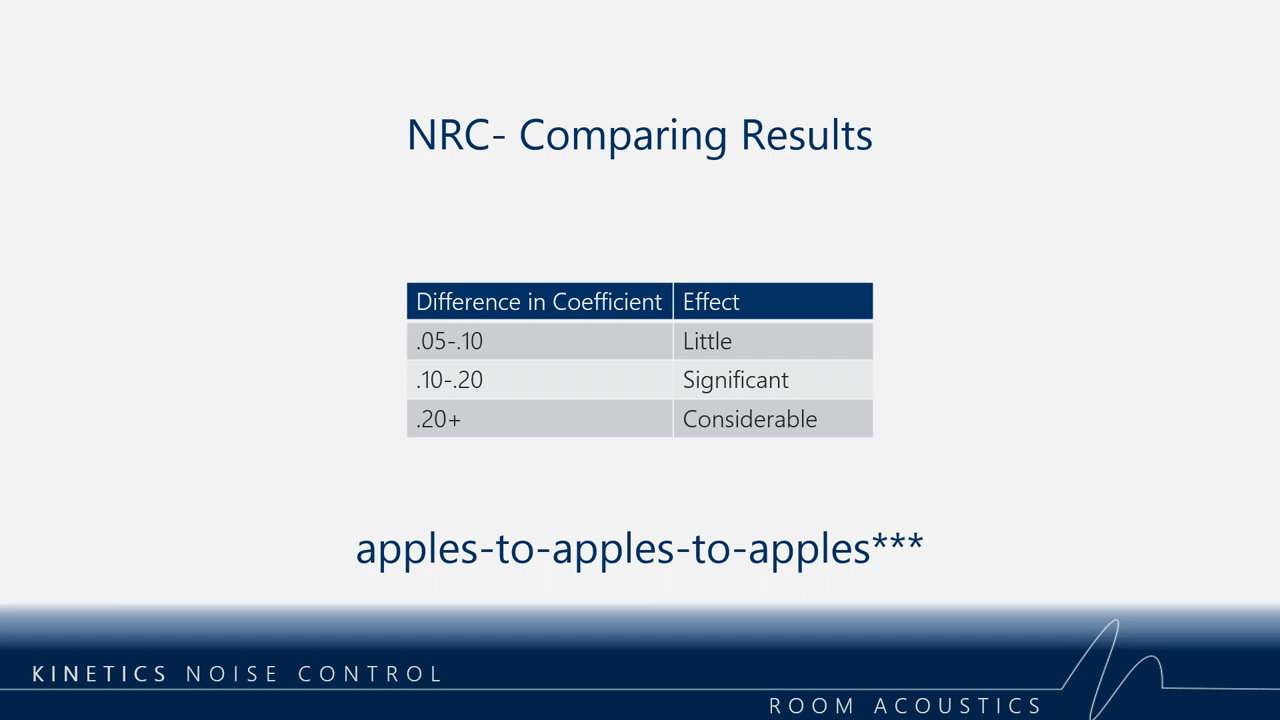 NRC- Comparing Results
Difference in Coefficient Effect
.05-.10 Little
.10-.20 Significant
.20+ Considerable
apples-to-apples-to-apples***
KINETICS NOISE CONTROL
ROOM ACOUSTICS